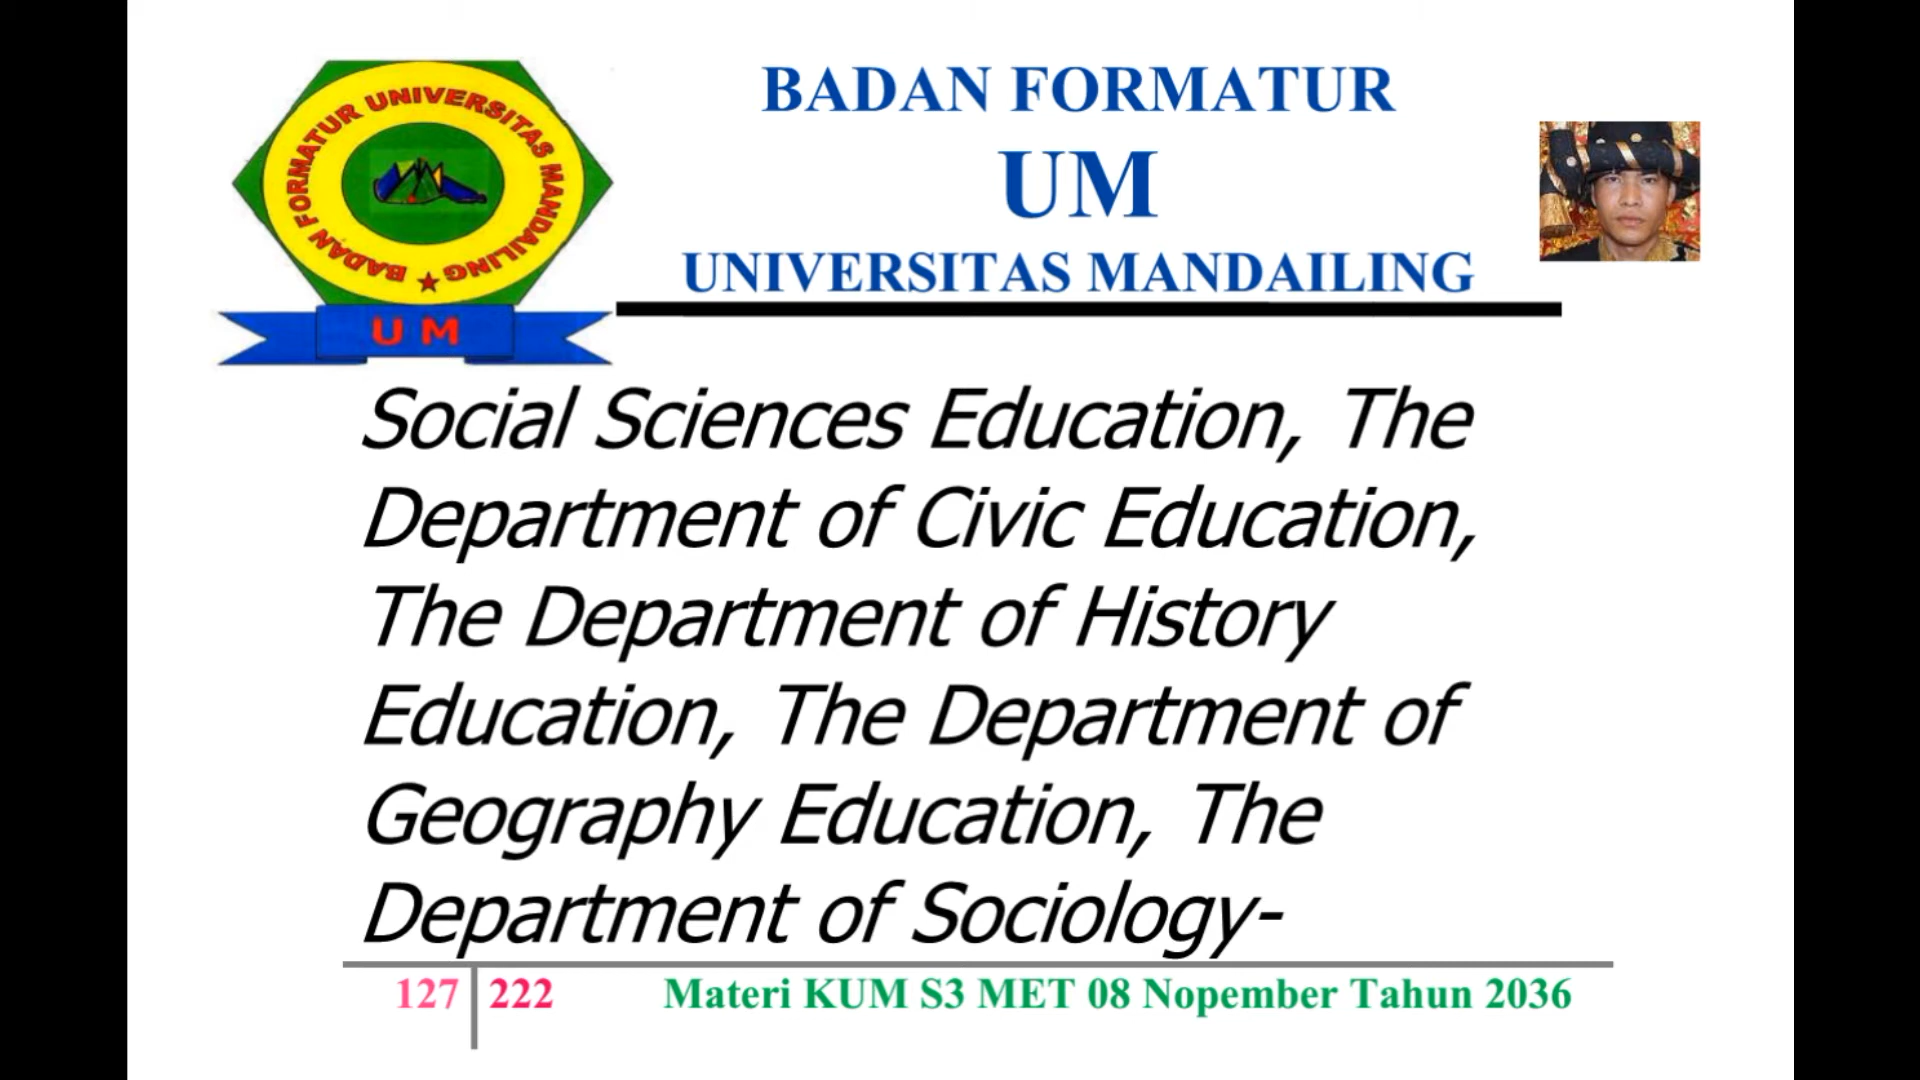 BADAN FORMATUR UNIVERSITAS MANDAILING
UM
BADAN FORMATUR
UM
UNIVERSITAS MANDAILING
Social Sciences Education, The
Department of Civic Education,
The Department of History
Education, The Department of
Geography Education, The
Department of Sociology-
127 222 Materi KUM S3 MET 08 Nopember Tahun 2036